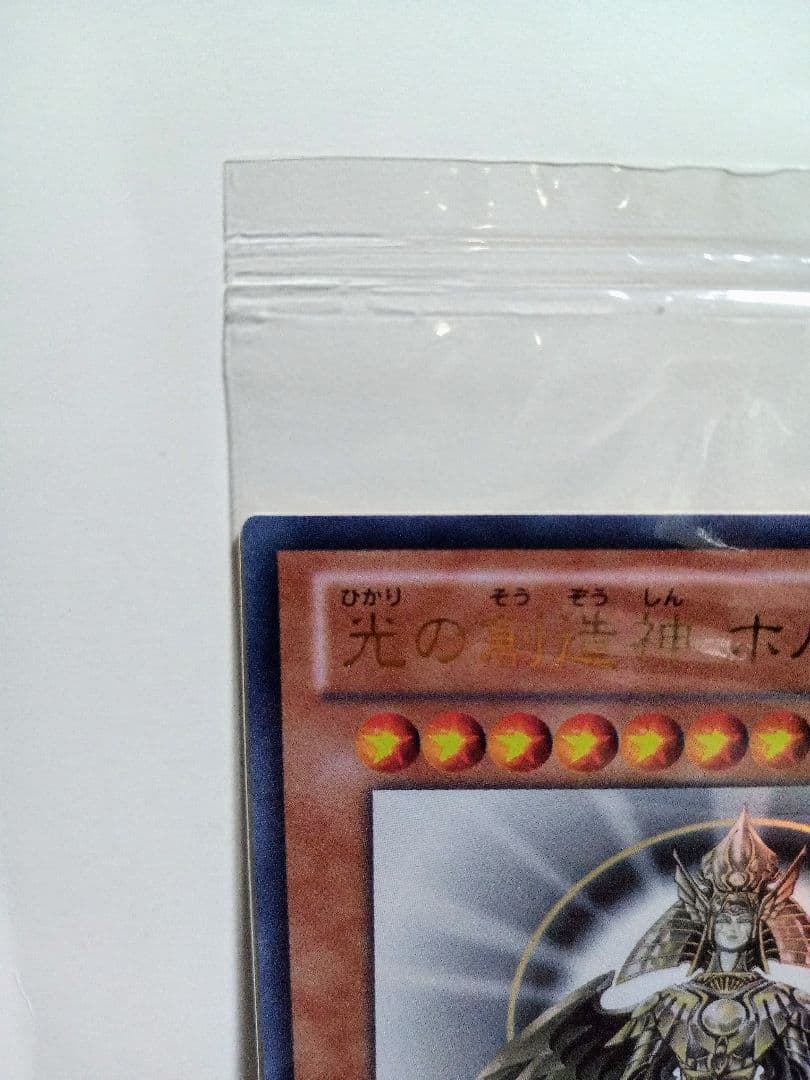 ひかり そう ぞう しん
光の創造神 ホ